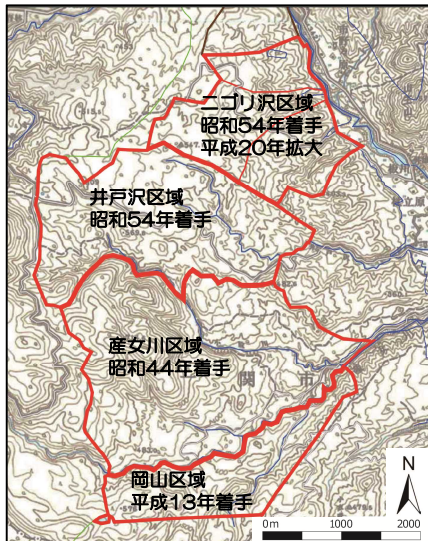 ニゴリ沢区域
昭和54年着手
平成20年拡大
井戸沢区域
昭和54年着手
産女川区域
昭和44年着手
関 市
岡山区域
平成13年着手
N
0m 1000 2000